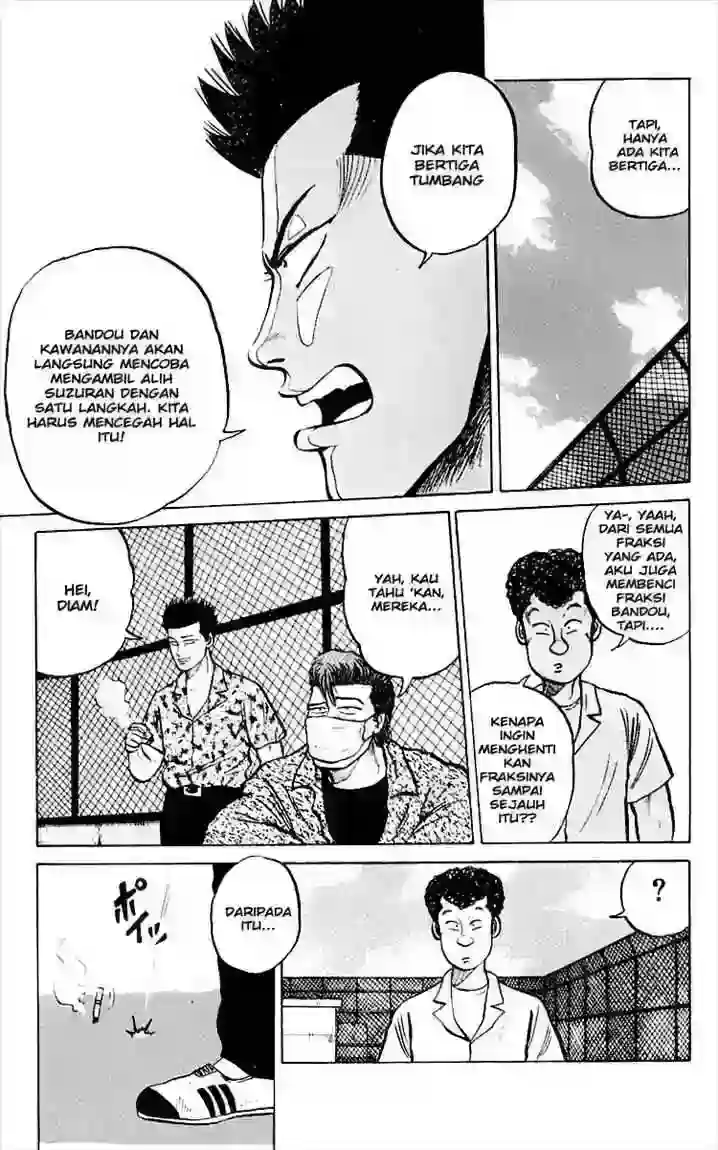 TAPI,
HANYA
ADA KITA
BERTIGA...
JIKA KITA
BERTIGA
TUMBANG
BANDOU DAN
KAWANANNYA AKAN
LANGSUNG MENCOBA
MENGAMBIL ALIH
SUZURAN DENGAN
SATU LANGKAH. KITA
HARUS MENCEGAH HAL
ITU!
YA-, YAAH,
DARI SEMUA
FRAKSI
YANG ADA,
AKU JUGA
MEMBENCI
FRAKSI
BANDOU,
TAPI....
KENAPA
INGIN
MENGHENTI
KAN
FRAKSINYA
SAMPAI
SEJAUH
ITU??
YAH, KAU
TAHU 'KAN,
MEREKA...
HEI,
DIAM!
?
DARIPADA
ITU...
ポイッ